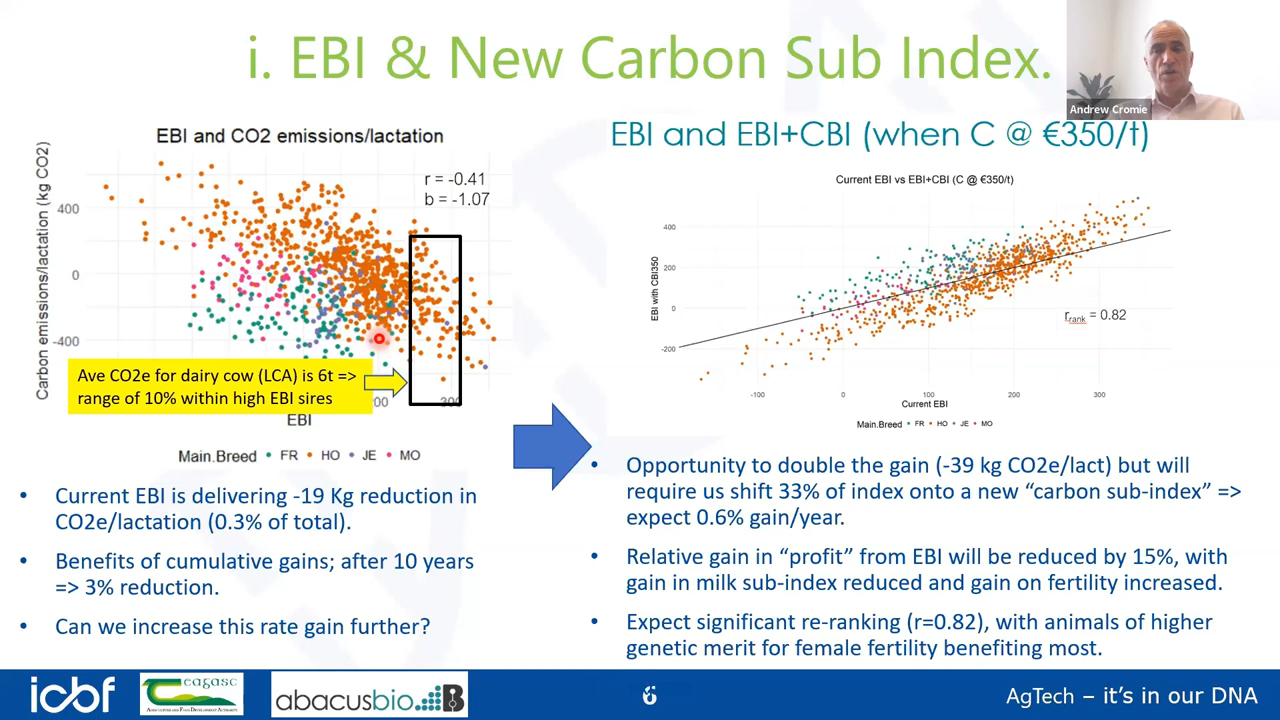 i. EBI & New Carbon Sub Index.
Andrew Cromie
EBI and CO2 emissions/lactation
Carbon emissions/lactation (kg CO2)
400
0
-400
r = -0.41
b = -1.07
Ave CO2e for dairy cow (LCA) is 6t =>
range of 10% within high EBI sires
300
EBI
Main.Breed FR HO JE MO
• Current EBI is delivering -19 Kg reduction in
CO2e/lactation (0.3% of total).
• Benefits of cumulative gains; after 10 years
=> 3% reduction.
• Can we increase this rate gain further?
EBI and EBI+CBI (when C @ €350/t)
Current EBI vs EBI+CBI (C @ €350/t)
EBI with CBI350
400
200
0
-200
r rank = 0.82
-100 0 100 200 300
Current EBI
Main.Breed FR HO JE MO
• Opportunity to double the gain (-39 kg CO2e/lact) but will
require us shift 33% of index onto a new “carbon sub-index” =>
expect 0.6% gain/year.
• Relative gain in “profit” from EBI will be reduced by 15%, with
gain in milk sub-index reduced and gain on fertility increased.
• Expect significant re-ranking (r=0.82), with animals of higher
genetic merit for female fertility benefiting most.
icbf
teagasc
Agriculture and Food Development Authority
abacusbio
AgTech – it’s in our DNA